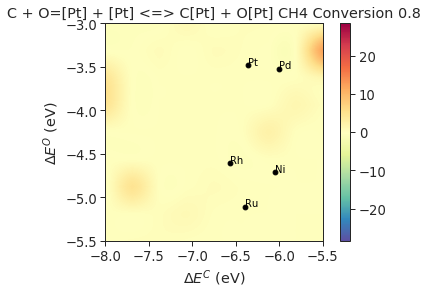 C + O=[Pt] + [Pt] <=> C[Pt] + O[Pt] CH4 Conversion 0.8
−3.0
−3.5
−4.0
−4.5
−5.0
−5.5
ΔE^O (eV)
Pt
Pd
Rh
Ni
Ru
−8.0 −7.5 −7.0 −6.5 −6.0 −5.5
ΔE^C (eV)
20
10
0
−10
−20